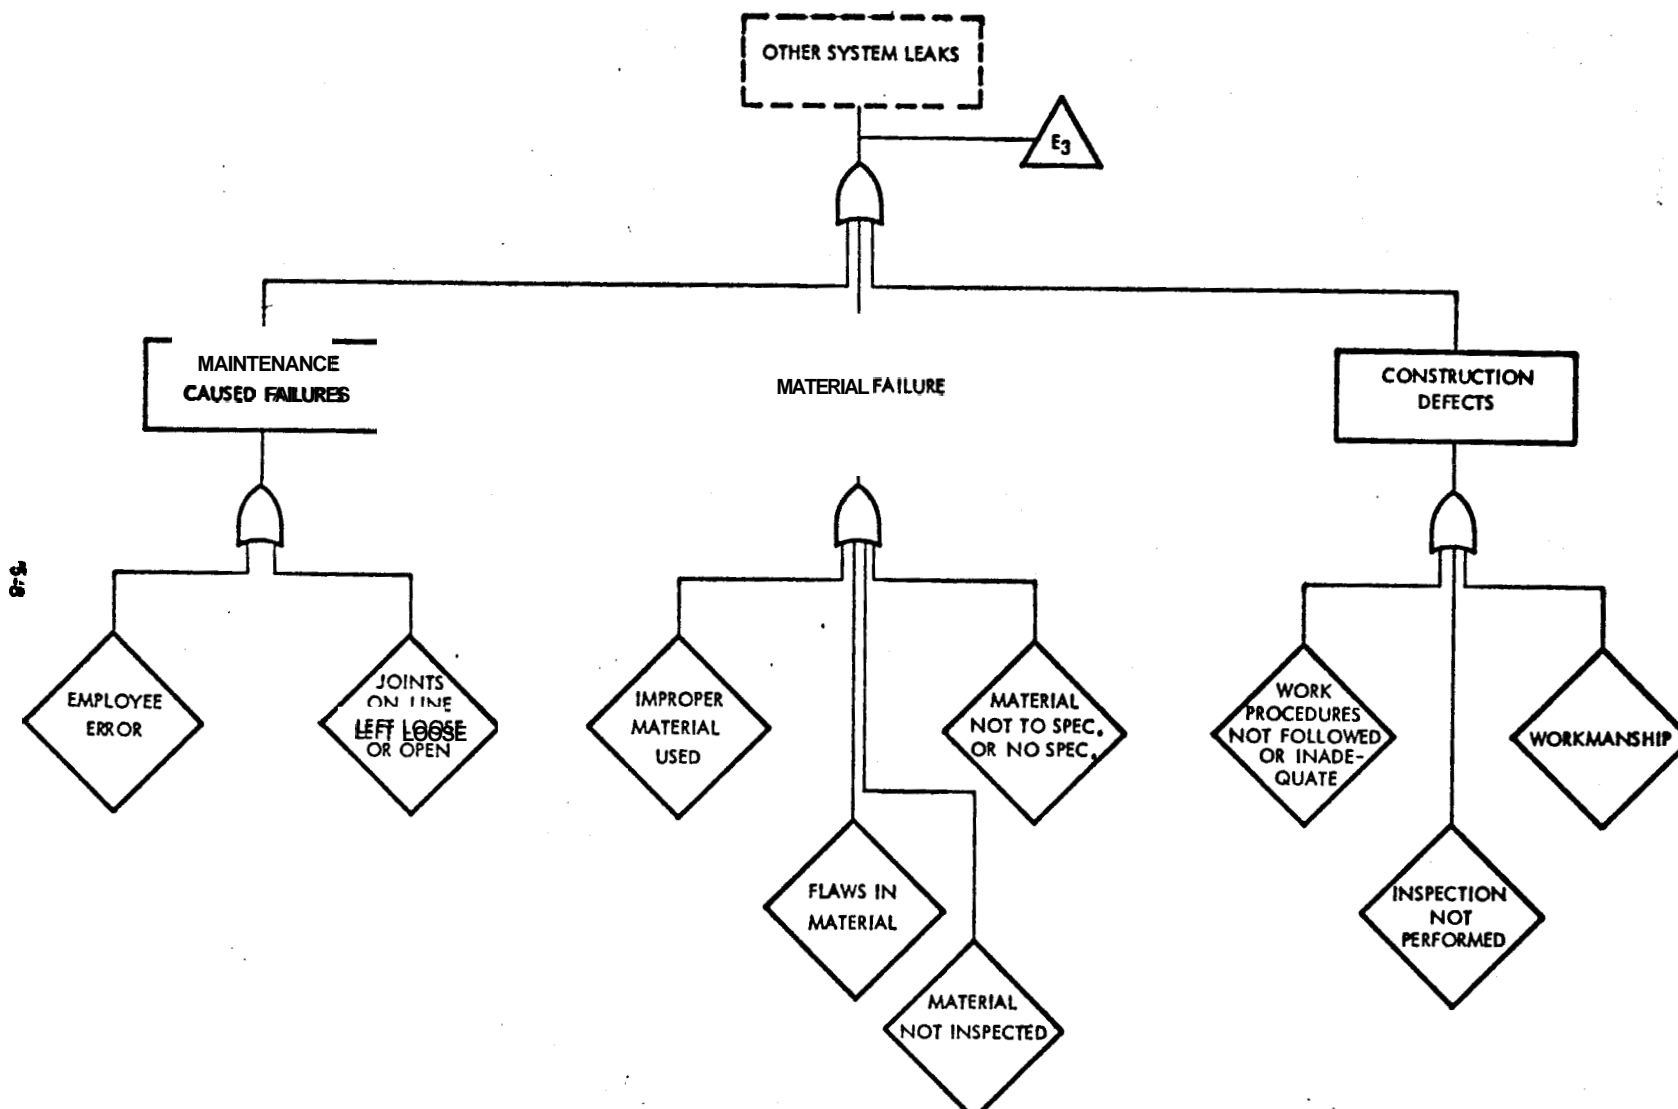 OTHER SYSTEM LEAKS
E3
MAINTENANCE
CAUSED FAILURES
MATERIAL FAILURE
CONSTRUCTION
DEFECTS
EMPLOYEE
ERROR
JOINTS
ON LINE
LEFT LOOSE
OR OPEN
IMPROPER
MATERIAL
USED
MATERIAL
NOT TO SPEC.
OR NO SPEC.
WORK
PROCEDURES
NOT FOLLOWED
OR INADE-
QUATE
WORKMANSHIP
FLAWS IN
MATERIAL
INSPECTION
NOT
PERFORMED
MATERIAL
NOT INSPECTED